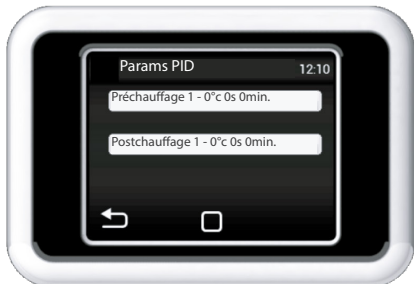 Params PID
12:10
Préchauffage 1 - 0°c 0s 0min.
Postchauffage 1 - 0°c 0s 0min.